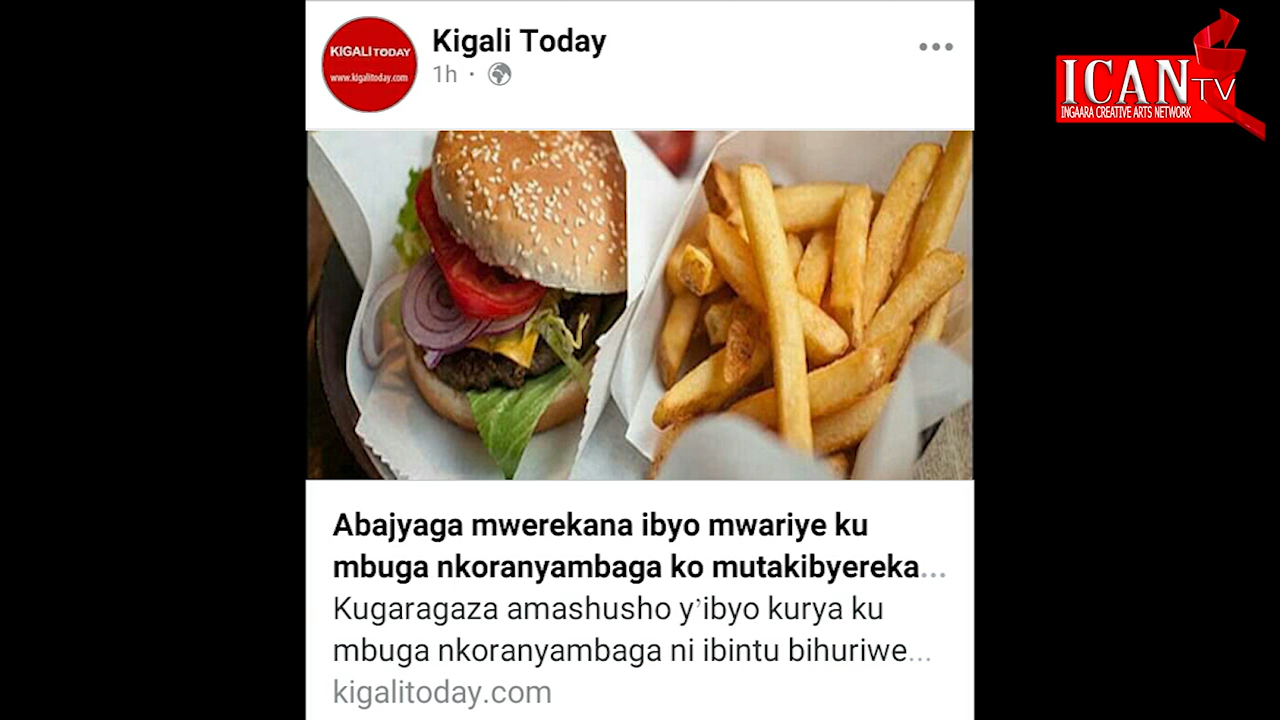 KIGALI TODAY
www.kigalitoday.com
Kigali Today
1h ·
ICAN TV
INGAARA CREATIVE ARTS NETWORK
Abajyaga mwerekana ibyo mwariye ku
mbuga nkoranyambaga ko mutakibyereka...
Kugaragaza amashusho y’ibyo kurya ku
mbuga nkoranyambaga ni ibintu bihuriwe...
kigalitoday.com